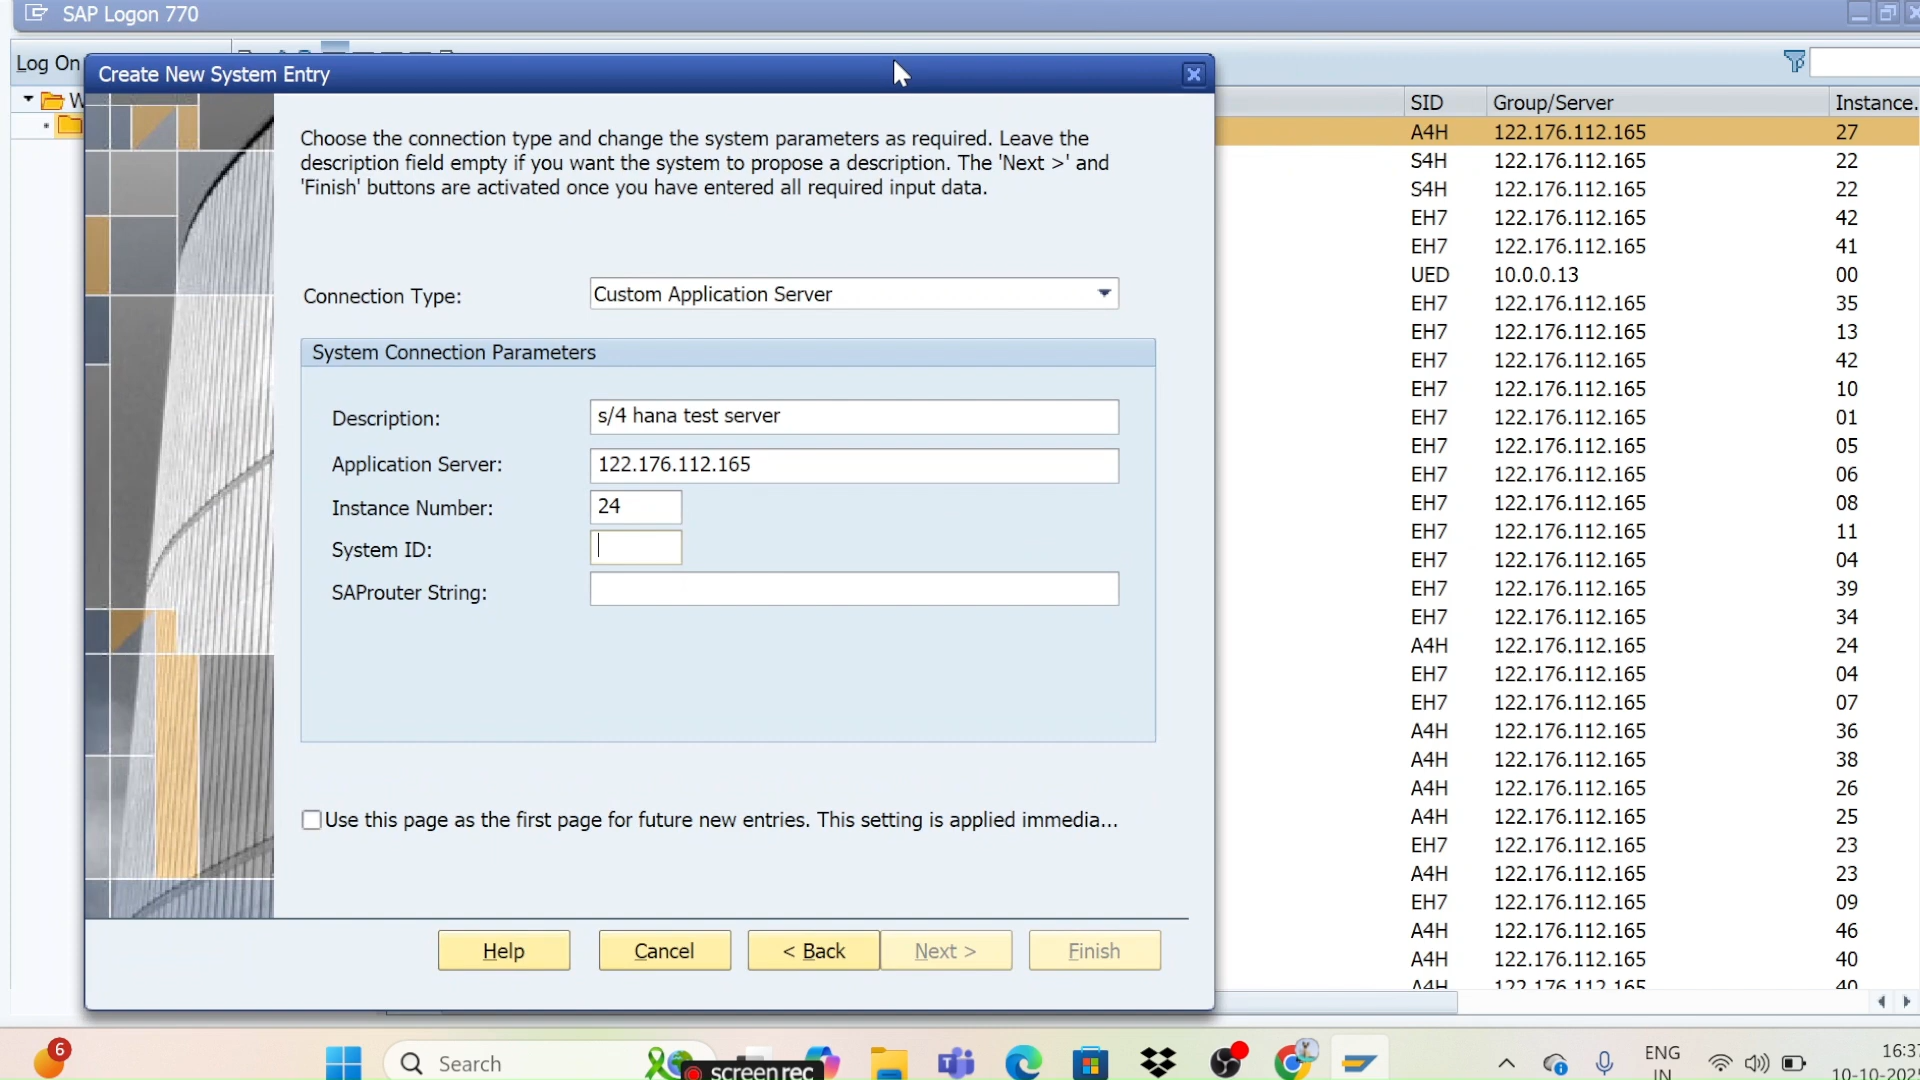 SAP Logon 770
Log On
Create New System Entry
Choose the connection type and change the system parameters as required. Leave the
description field empty if you want the system to propose a description. The 'Next >' and
'Finish' buttons are activated once you have entered all required input data.
Connection Type: Custom Application Server
System Connection Parameters
Description: s/4 hana test server
Application Server: 122.176.112.165
Instance Number: 24
System ID:
SAProuter String:
Use this page as the first page for future new entries. This setting is applied immedia...
Help Cancel < Back Next > Finish
SID Group/Server Instance.
A4H 122.176.112.165 27
S4H 122.176.112.165 22
S4H 122.176.112.165 22
EH7 122.176.112.165 42
EH7 122.176.112.165 41
UED 10.0.0.13 00
EH7 122.176.112.165 35
EH7 122.176.112.165 13
EH7 122.176.112.165 42
EH7 122.176.112.165 10
EH7 122.176.112.165 01
EH7 122.176.112.165 05
EH7 122.176.112.165 06
EH7 122.176.112.165 08
EH7 122.176.112.165 11
EH7 122.176.112.165 04
EH7 122.176.112.165 39
EH7 122.176.112.165 34
A4H 122.176.112.165 24
EH7 122.176.112.165 04
EH7 122.176.112.165 07
A4H 122.176.112.165 36
A4H 122.176.112.165 38
A4H 122.176.112.165 26
A4H 122.176.112.165 25
EH7 122.176.112.165 23
A4H 122.176.112.165 23
EH7 122.176.112.165 09
A4H 122.176.112.165 46
A4H 122.176.112.165 40
A4H 122.176.112.165 40
6
Search
screen rec
ENG
IN
16:37
10-10-2025